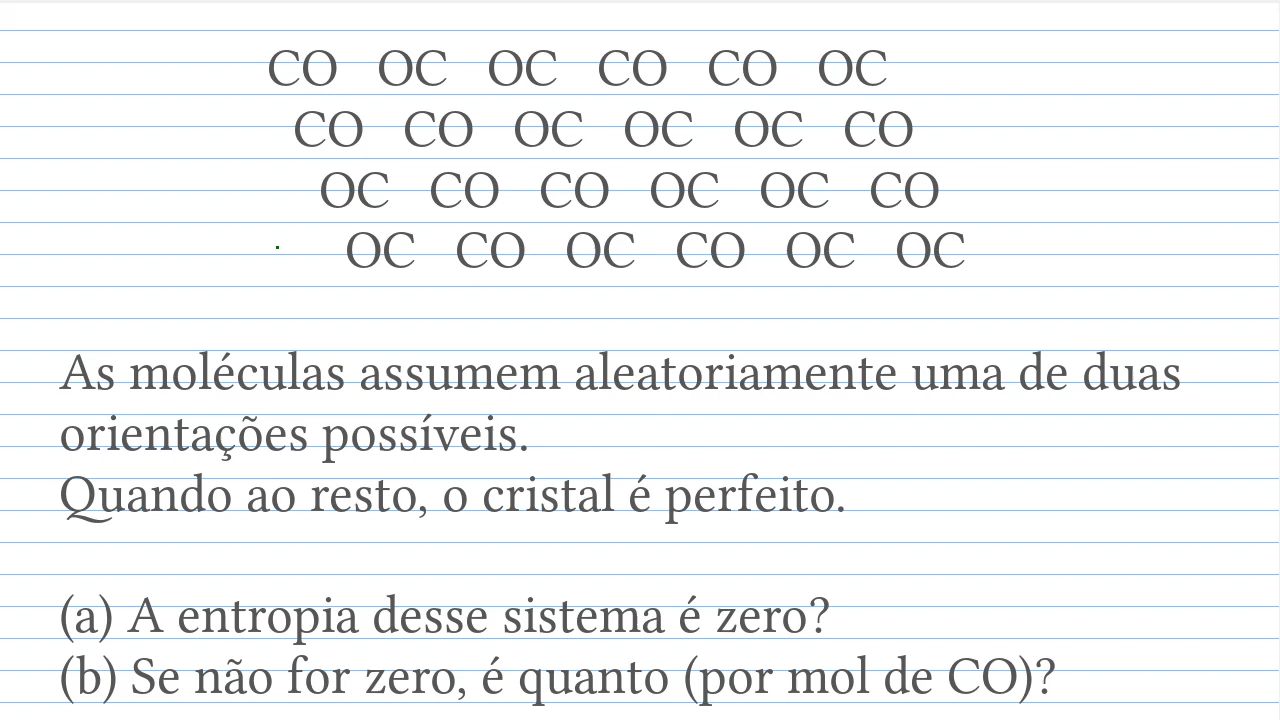 CO OC OC CO CO OC
CO CO OC OC OC CO
OC CO CO OC OC CO
OC CO OC CO OC OC
As moléculas assumem aleatoriamente uma de duas
orientações possíveis.
Quando ao resto, o cristal é perfeito.
(a) A entropia desse sistema é zero?
(b) Se não for zero, é quanto (por mol de CO)?